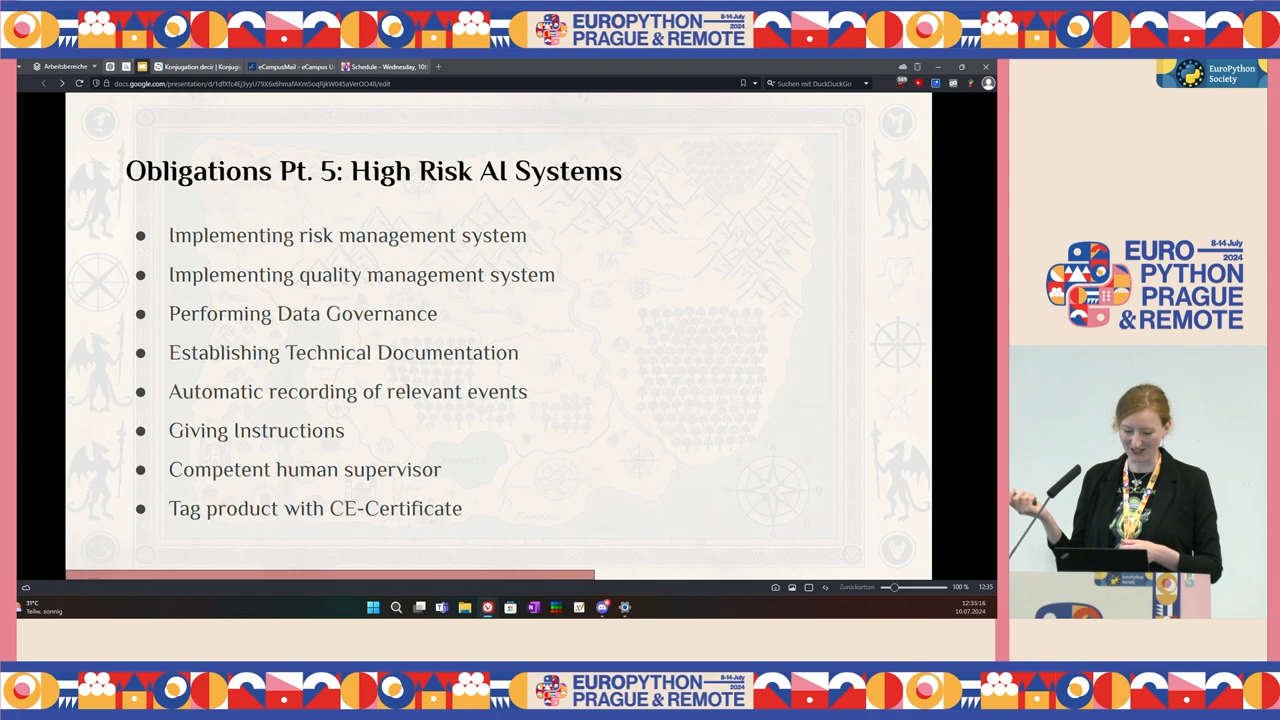 EUROPYTHON
PRAGUE & REMOTE
8-14 July
2024
Arbeitsbereiche
Konjugation decir | Konjug
eCampusMail - eCampus U
Schedule - Wednesday, 10
docs.google.com/presentation/d/
/edit
Suchen mit DuckDuckGo
EuroPython
Society
Obligations Pt. 5: High Risk AI Systems
● Implementing risk management system
● Implementing quality management system
● Performing Data Governance
● Establishing Technical Documentation
● Automatic recording of relevant events
● Giving Instructions
● Competent human supervisor
● Tag product with CE-Certificate
EURO
8-14 July
2024
PYTHON
PRAGUE
& REMOTE
Zurücksetzen
100 %
12:35
31°C
Teilw. sonnig
12:35:16
10.07.2024
EuroPython
Society
EUROPYTHON
PRAGUE & REMOTE
8-14 July
2024